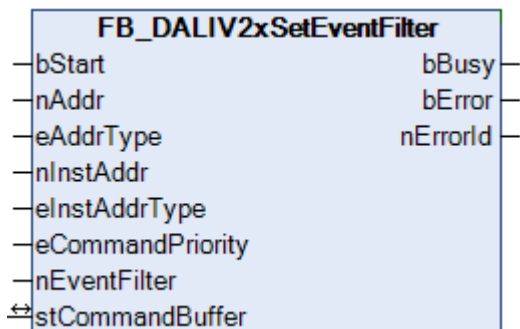 FB_DALIV2xSetEventFilter
bStart bBusy
nAddr bError
eAddrType nErrorId
nInstAddr
eInstAddrType
eCommandPriority
nEventFilter
stCommandBuffer